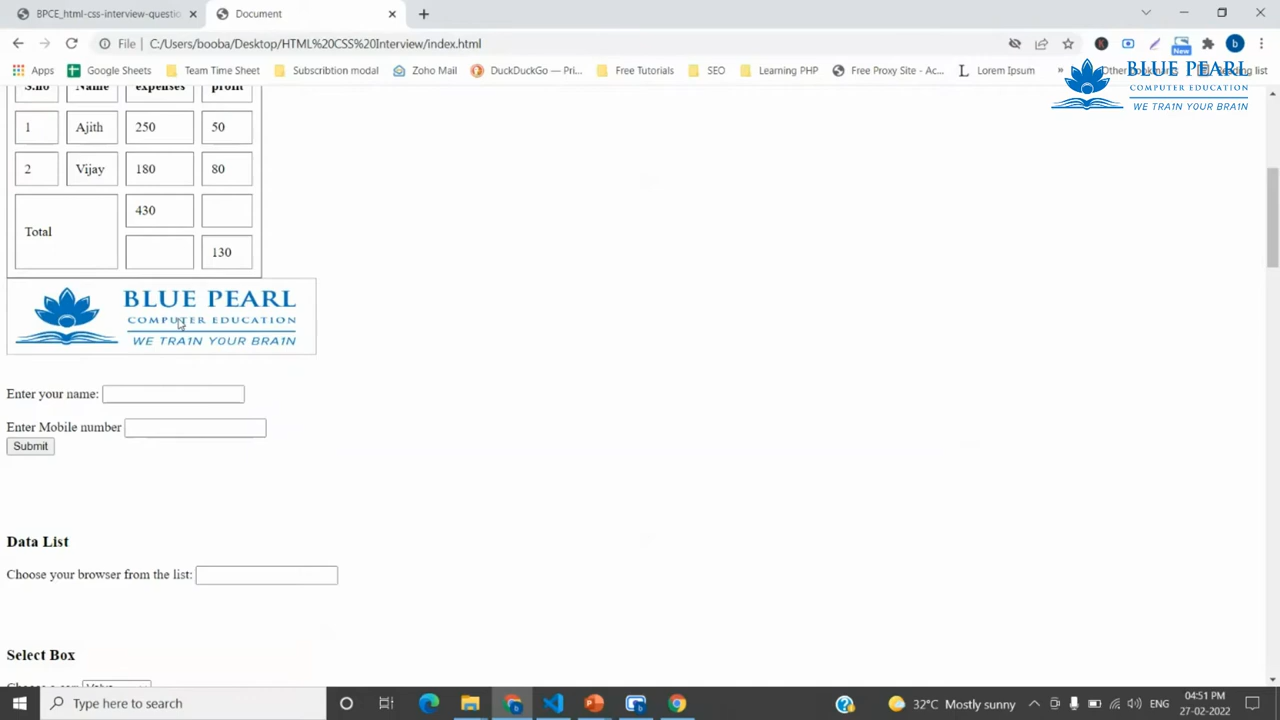 BPCE_html-css-interview-questio
Document
File | C:/Users/booba/Desktop/HTML%20CSS%20Interview/index.html
New
b
Apps
Google Sheets
Team Time Sheet
Subscribtion modal
Zoho Mail
DuckDuckGo — Pri...
Free Tutorials
SEO
Learning PHP
Free Proxy Site - Ac...
Lorem Ipsum
»
BLUE PEARL
COMPUTER EDUCATION
WE TRAIN YOUR BRAIN
S.no Name expenses profit
1 Ajith 250 50
2 Vijay 180 80
Total 430
130
BLUE PEARL
COMPUTER EDUCATION
WE TRAIN YOUR BRAIN
Enter your name:
Enter Mobile number
Submit
Data List
Choose your browser from the list:
Select Box
Type here to search
32°C Mostly sunny
ENG
04:51 PM
27-02-2022